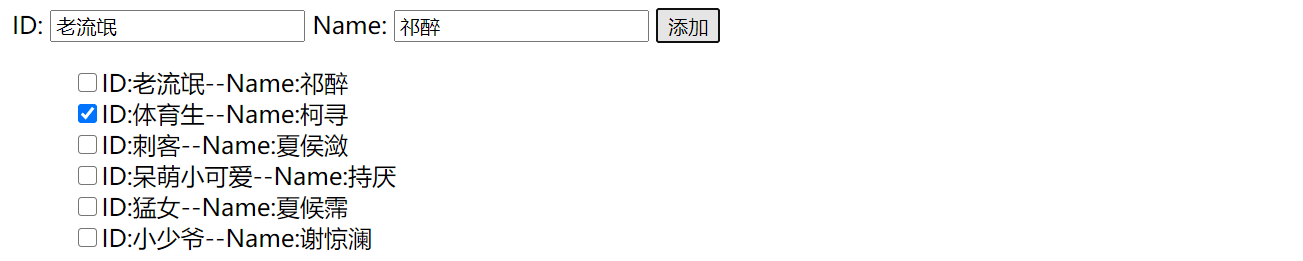 ID: 老流氓 Name: 祁醉 添加
ID:老流氓--Name:祁醉
ID:体育生--Name:柯寻
ID:刺客--Name:夏侯潋
ID:呆萌小可爱--Name:持厌
ID:猛女--Name:夏候霈
ID:小少爷--Name:谢惊澜